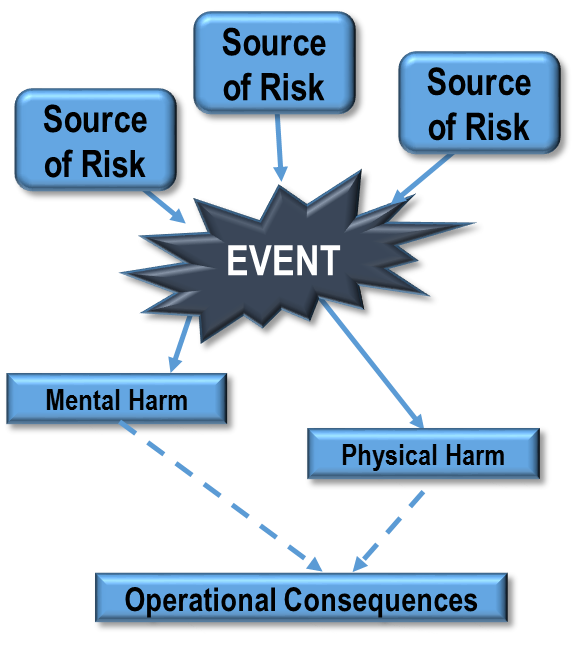 Source
of Risk
Source
of Risk
Source
of Risk
EVENT
Mental Harm
Physical Harm
Operational Consequences